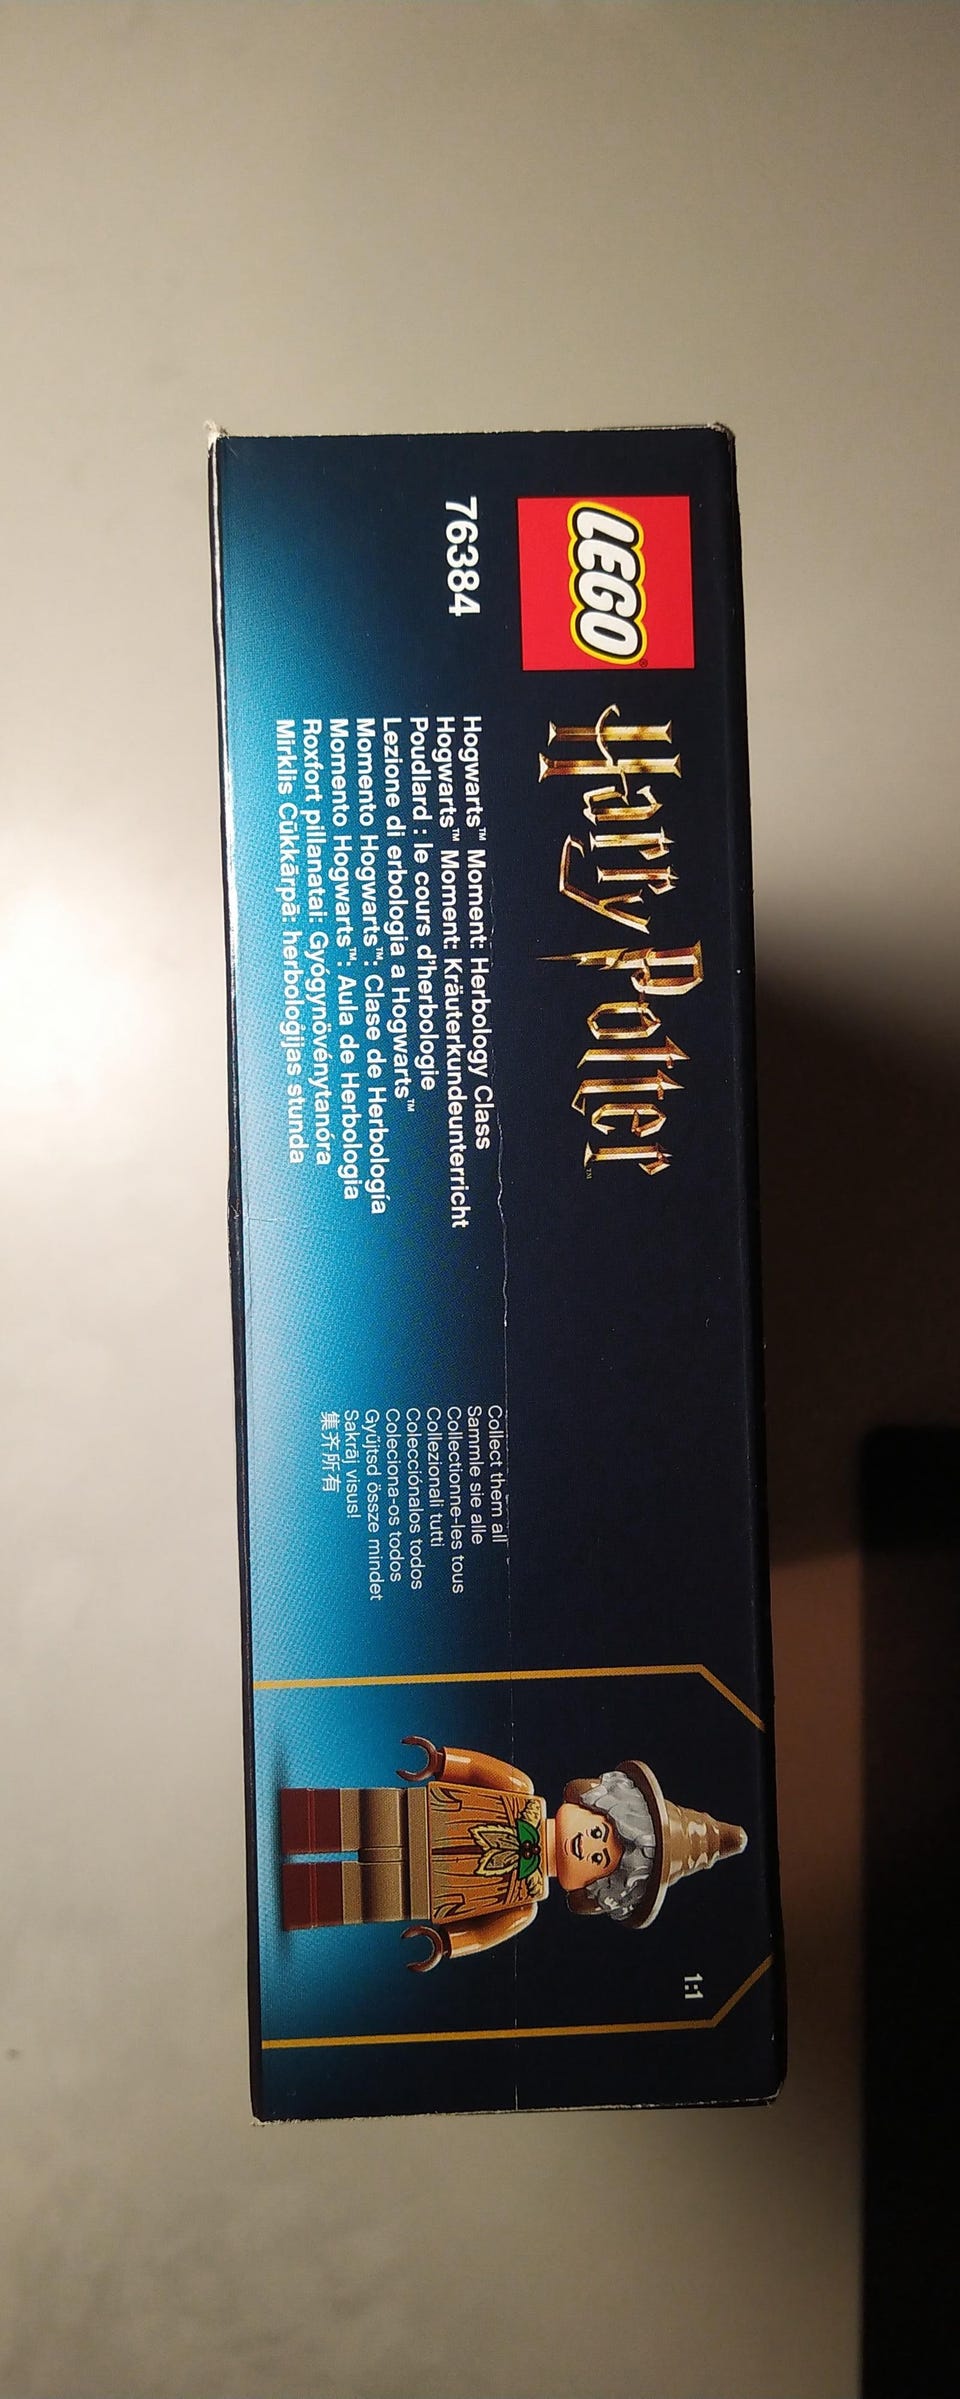 LEGO®
Harry Potter™
76384
Hogwarts™ Moment: Herbology Class
Hogwarts™ Moment: Kräuterkundeunterricht
Poudlard : le cours d'herbologie
Lezione di erbologia a Hogwarts™
Momento Hogwarts™: Clase de Herbología
Momento Hogwarts™: Aula de Herbologia
Roxfort pillanatai: Gyógynövénytanóra
Mirklis Cūkkārpā: herboloģijas stunda
Collect them all
Sammle sie alle
Collectionne-les tous
Collezionali tutti
Colecciónalos todos
Coleciona-os todos
Gyűjtsd össze mindet
Sakrāj visus!
集齐所有
1:1